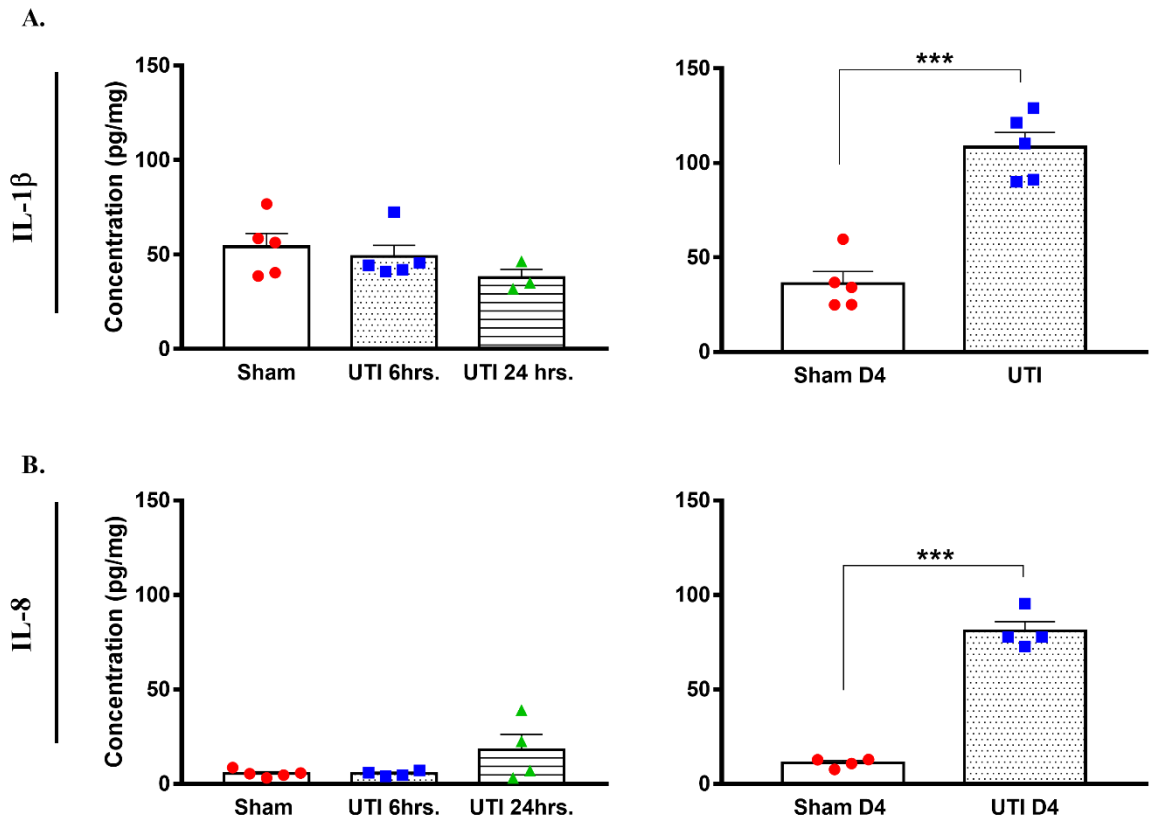 A.
IL-1β
Concentration (pg/mg)
150
100
50
0
Sham UTI 6hrs. UTI 24 hrs.
***
150
100
50
0
Sham D4 UTI
B.
IL-8
Concentration (pg/mg)
150
100
50
0
Sham UTI 6hrs. UTI 24hrs.
***
150
100
50
0
Sham D4 UTI D4